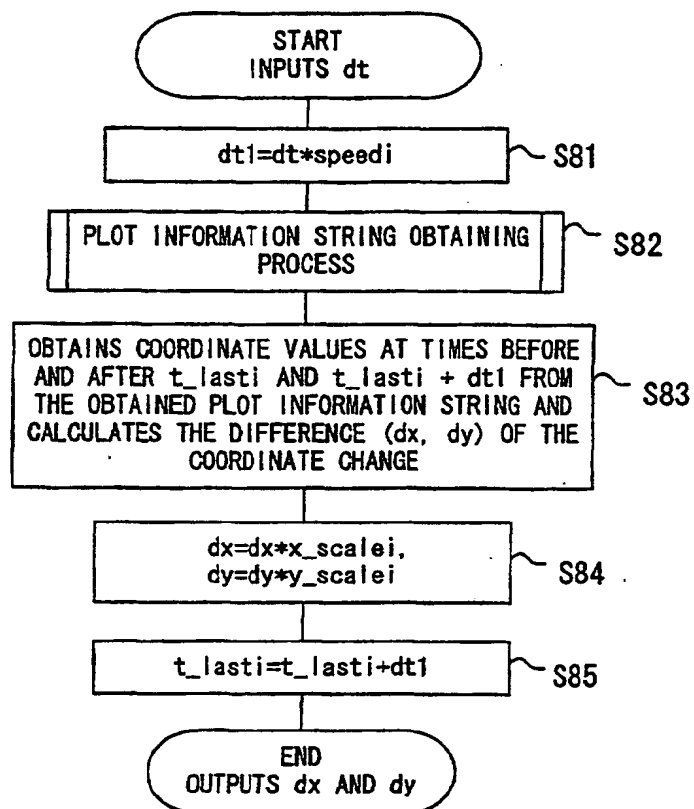 START
INPUTS dt
dt1=dt*speedi
S81
PLOT INFORMATION STRING OBTAINING
PROCESS
S82
OBTAINS COORDINATE VALUES AT TIMES BEFORE
AND AFTER t_lasti AND t_lasti + dt1 FROM
THE OBTAINED PLOT INFORMATION STRING AND
CALCULATES THE DIFFERENCE (dx, dy) OF THE
COORDINATE CHANGE
S83
dx=dx*x_scalei,
dy=dy*y_scalei
S84
t_lasti=t_lasti+dt1
S85
END
OUTPUTS dx AND dy